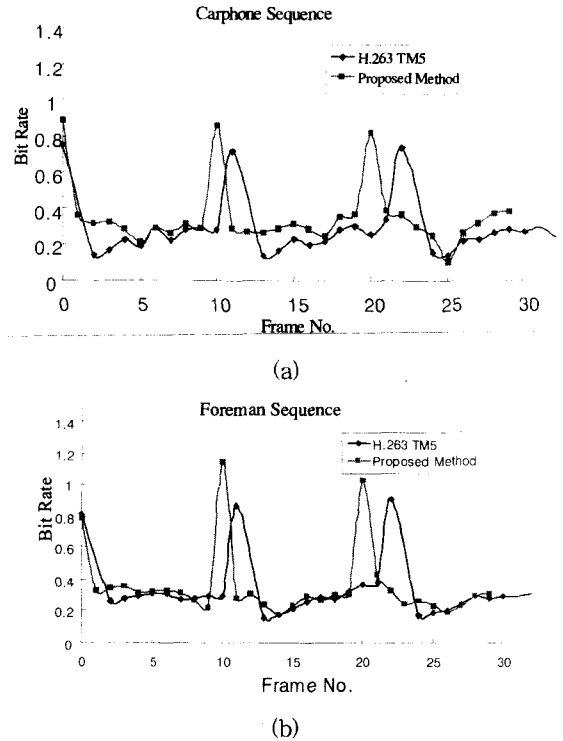 Carphone Sequence
H.263 TM5
Proposed Method
Bit Rate
1.4
1.2
1
0.8
0.6
0.4
0.2
0
0 5 10 15 20 25 30
Frame No.
(a)
Foreman Sequence
H.263 TM5
Proposed Method
Bit Rate
1.4
1.2
1
0.8
0.6
0.4
0.2
0
0 5 10 15 20 25 30
Frame No.
(b)